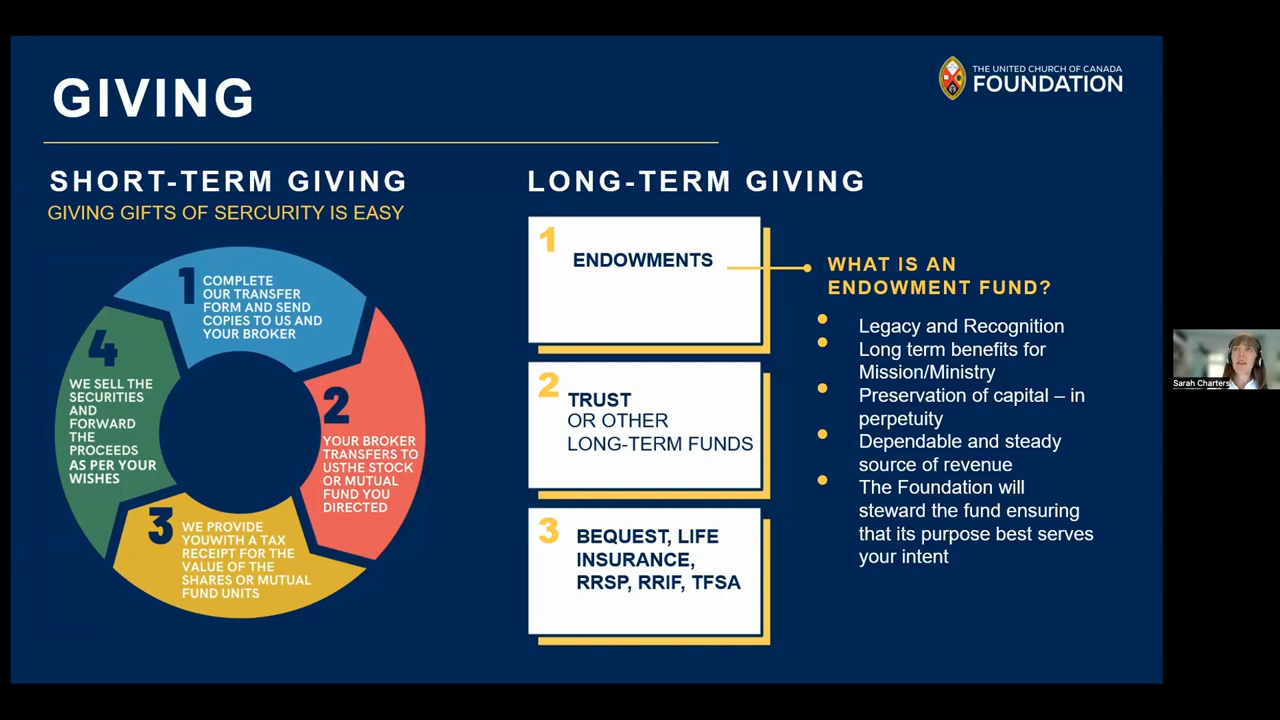 GIVING
THE UNITED CHURCH OF CANADA
FOUNDATION
SHORT-TERM GIVING
GIVING GIFTS OF SERCURITY IS EASY
1
COMPLETE
OUR TRANSFER
FORM AND SEND
COPIES TO US AND
YOUR BROKER
2
YOUR BROKER
TRANSFERS TO
USTHE STOCK
OR MUTUAL
FUND YOU
DIRECTED
3
WE PROVIDE
YOUWITH A TAX
RECEIPT FOR THE
VALUE OF THE
SHARES OR MUTUAL
FUND UNITS
4
WE SELL THE
SECURITIES
AND
FORWARD
THE
PROCEEDS
AS PER YOUR
WISHES
LONG-TERM GIVING
1
ENDOWMENTS
2
TRUST
OR OTHER
LONG-TERM FUNDS
3
BEQUEST, LIFE
INSURANCE,
RRSP, RRIF, TFSA
WHAT IS AN
ENDOWMENT FUND?
Legacy and Recognition
Long term benefits for
Mission/Ministry
Preservation of capital – in
perpetuity
Dependable and steady
source of revenue
The Foundation will
steward the fund ensuring
that its purpose best serves
your intent
Sarah Charters